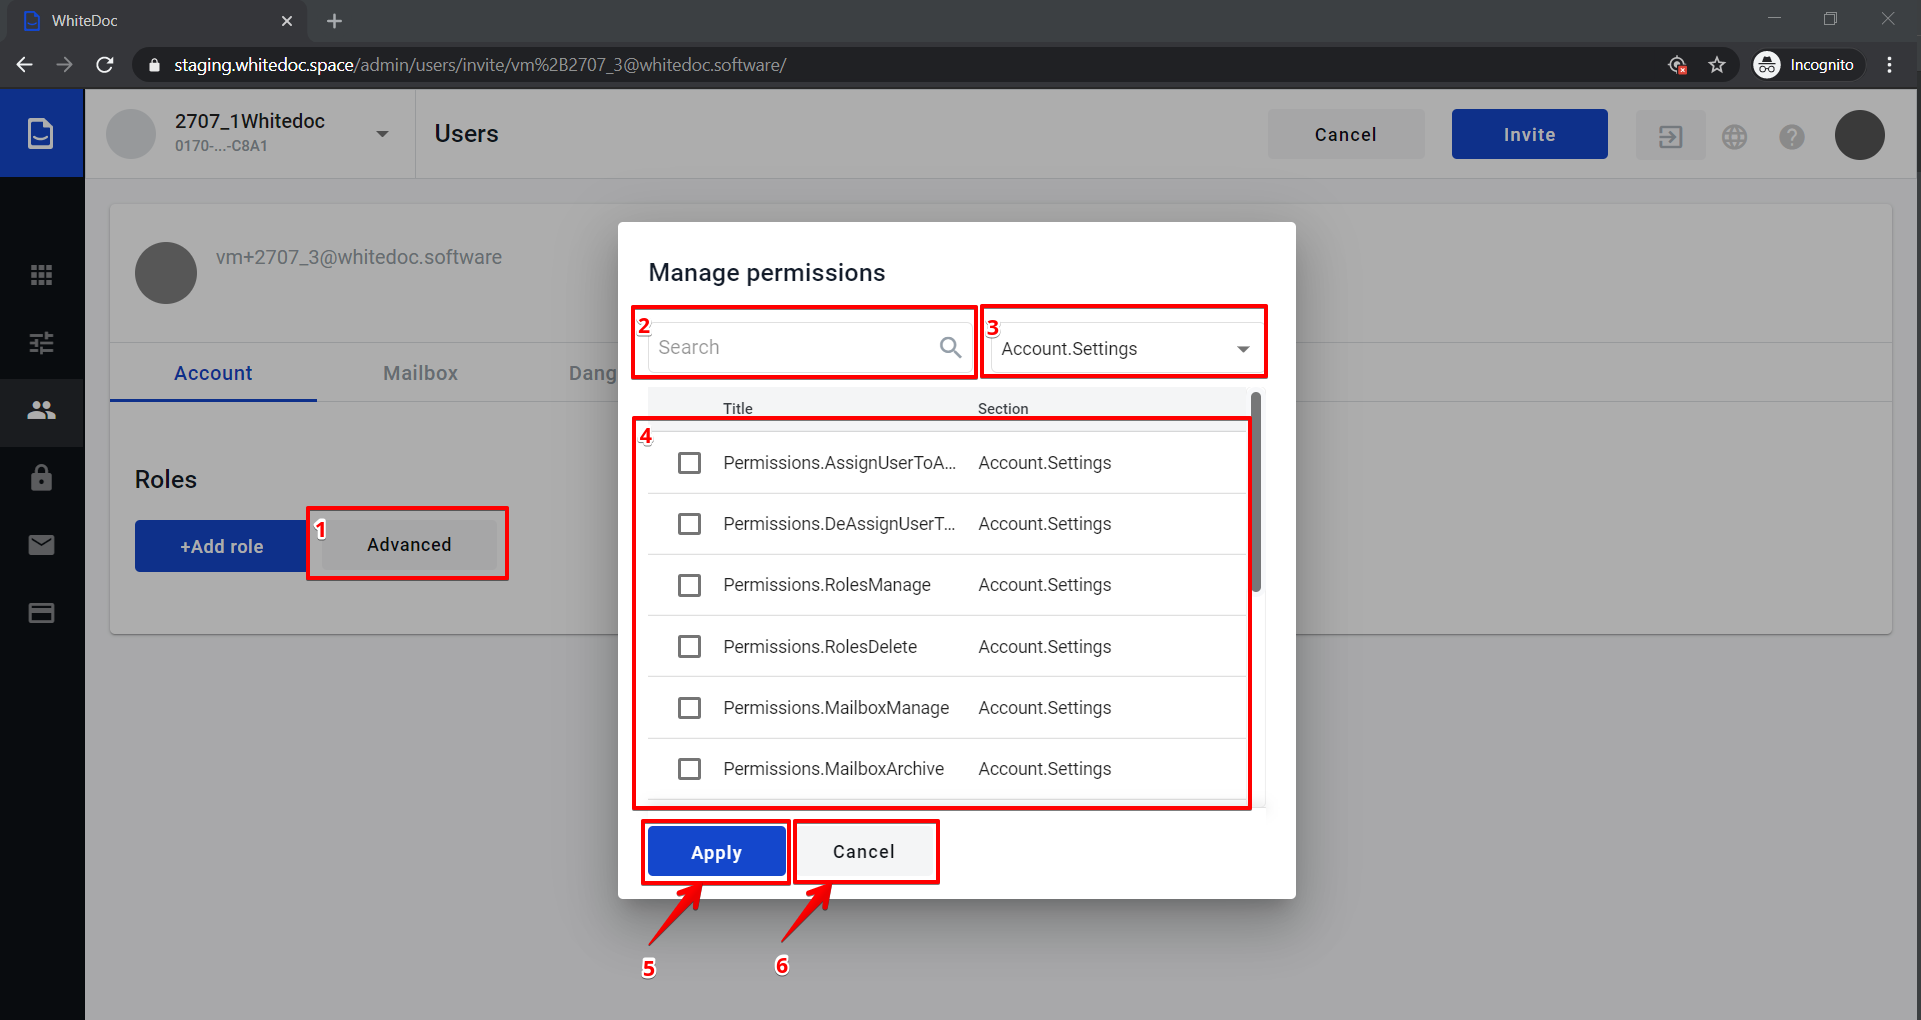 WhiteDoc
staging.whitedoc.space/admin/users/invite/vm%2B2707_3@whitedoc.software/
Incognito
2707_1Whitedoc
0170-...-C8A1
Users
Cancel
Invite
vm+2707_3@whitedoc.software
Account
Mailbox
Dang
Roles
+Add role
1
Advanced
Manage permissions
2
Search
3
Account.Settings
Title Section
4
Permissions.AssignUserToA... Account.Settings
Permissions.DeAssignUserT... Account.Settings
Permissions.RolesManage Account.Settings
Permissions.RolesDelete Account.Settings
Permissions.MailboxManage Account.Settings
Permissions.MailboxArchive Account.Settings
Apply
Cancel
5
6